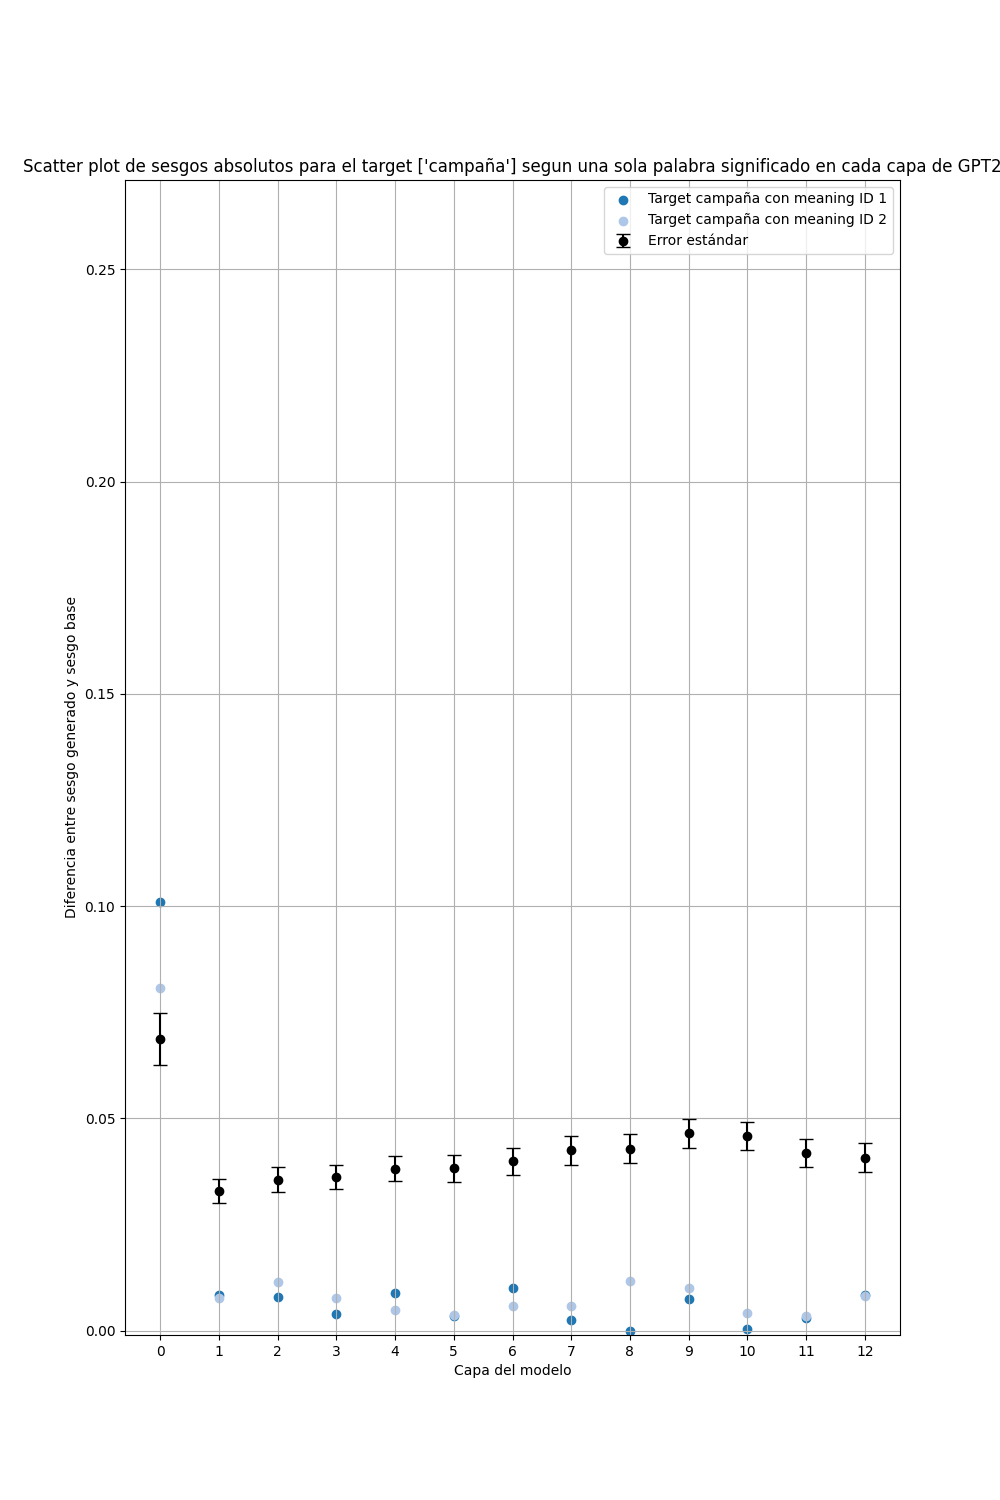 Scatter plot de sesgos absolutos para el target ['campaña'] segun una sola palabra significado en cada capa de GPT2
Target campaña con meaning ID 1
Target campaña con meaning ID 2
Error estándar
Diferencia entre sesgo generado y sesgo base
0.25
0.20
0.15
0.10
0.05
0.00
0 1 2 3 4 5 6 7 8 9 10 11 12
Capa del modelo